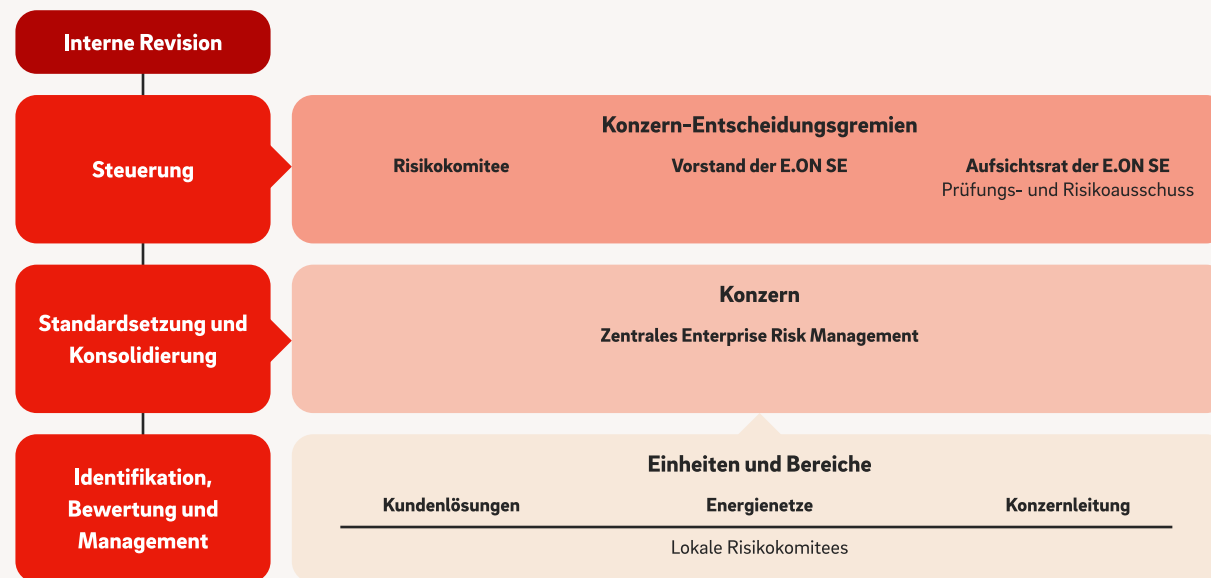 Interne Revision
Steuerung
Konzern-Entscheidungsgremien
Risikokomitee
Vorstand der E.ON SE
Aufsichtsrat der E.ON SE
Prüfungs- und Risikoausschuss
Standardsetzung und
Konsolidierung
Konzern
Zentrales Enterprise Risk Management
Identifikation,
Bewertung und
Management
Einheiten und Bereiche
Kundenlösungen
Energienetze
Konzernleitung
Lokale Risikokomitees